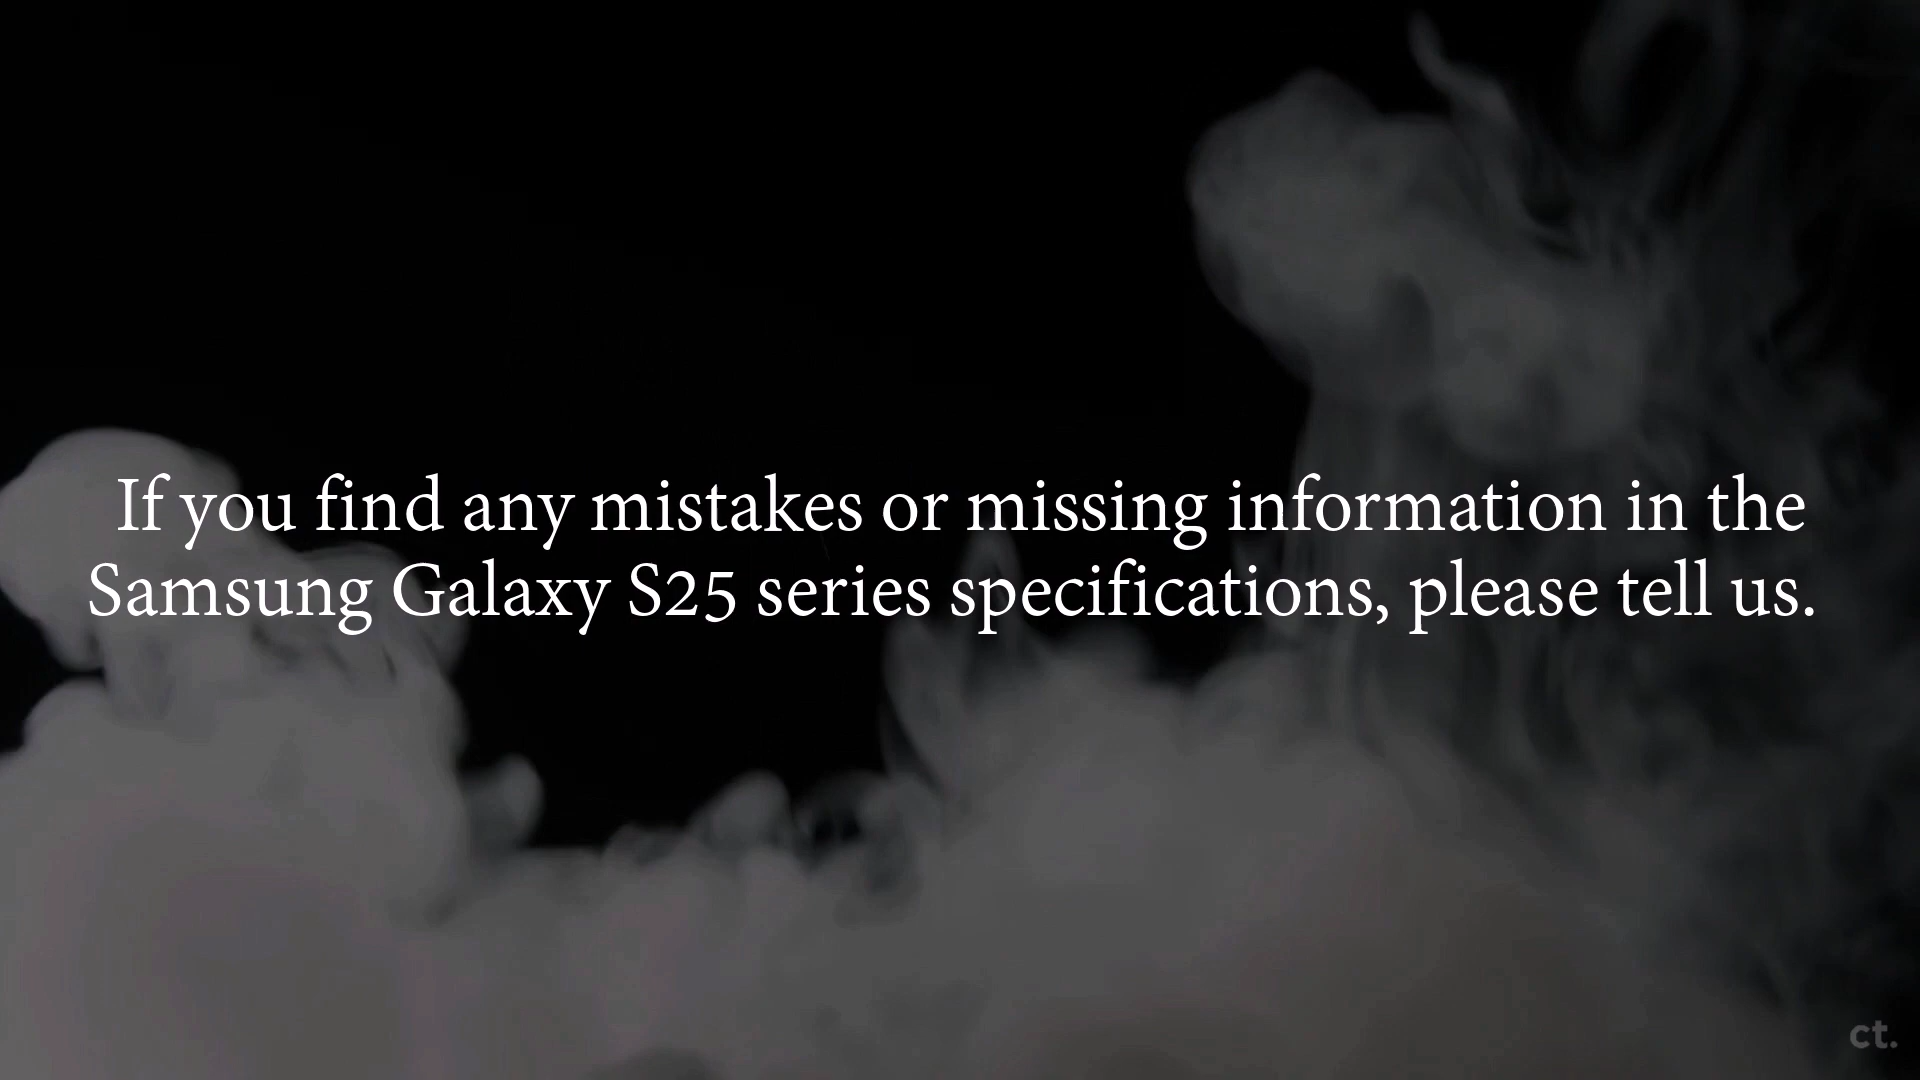 If you find any mistakes or missing information in the
Samsung Galaxy S25 series specifications, please tell us.
ct.